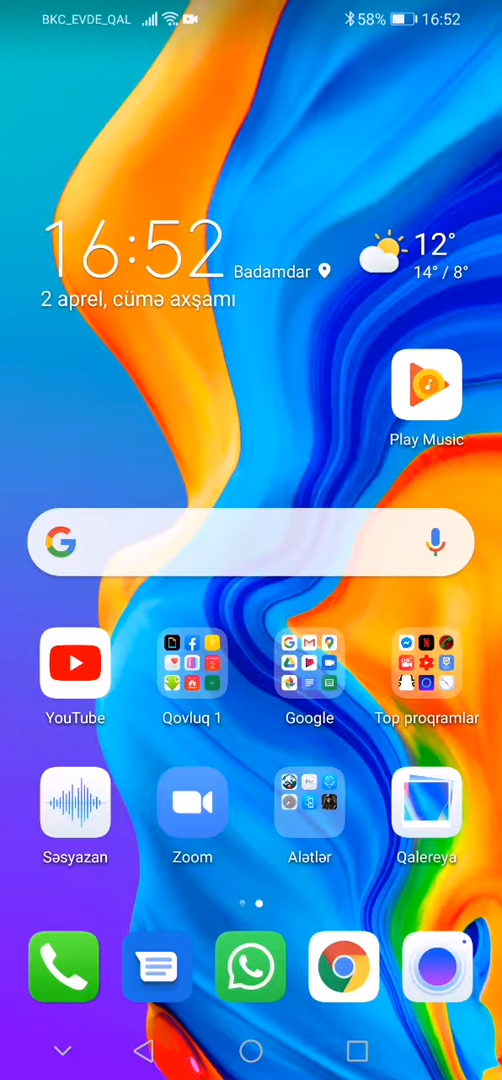 BKC_EVDE_QAL 58% 16:52
16:52 Badamdar 12°
14° / 8°
2 aprel, cümə axşamı
Play Music
YouTube Qovluq 1 Google Top proqramlar
Səsyazan Zoom Alətlər Qalereya